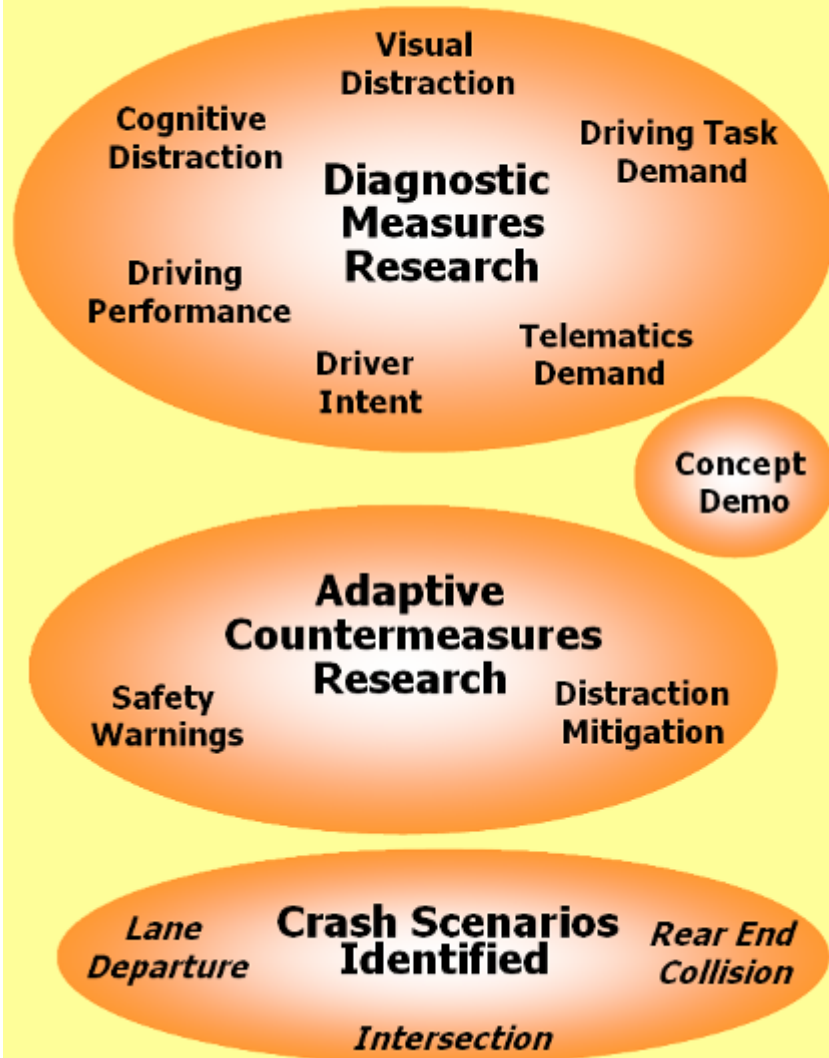 Visual
Distraction
Cognitive
Distraction
Driving Task
Demand
Diagnostic
Measures
Research
Driving
Performance
Driver
Intent
Telematics
Demand
Concept
Demo
Adaptive
Countermeasures
Research
Safety
Warnings
Distraction
Mitigation
Crash Scenarios
Identified
Lane
Departure
Rear End
Collision
Intersection